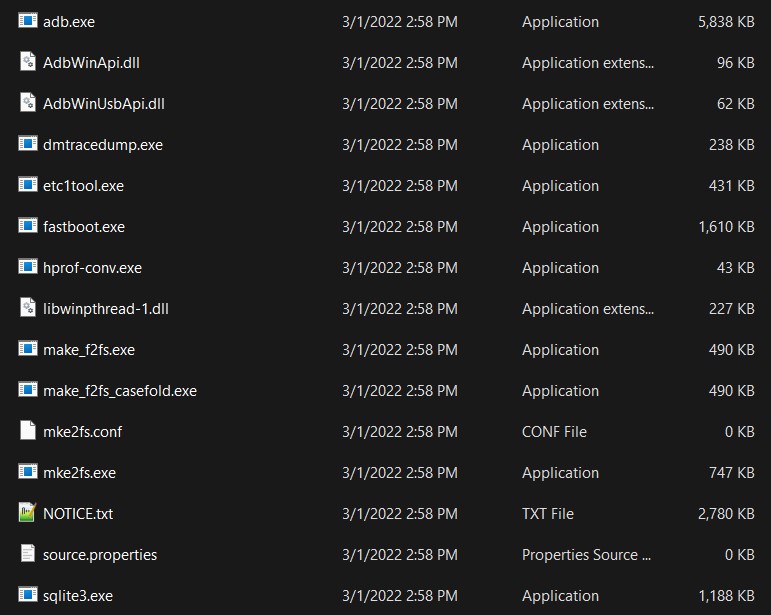 adb.exe 3/1/2022 2:58 PM Application 5,838 KB
AdbWinApi.dll 3/1/2022 2:58 PM Application extens... 96 KB
AdbWinUsbApi.dll 3/1/2022 2:58 PM Application extens... 62 KB
dmtracedump.exe 3/1/2022 2:58 PM Application 238 KB
etc1tool.exe 3/1/2022 2:58 PM Application 431 KB
fastboot.exe 3/1/2022 2:58 PM Application 1,610 KB
hprof-conv.exe 3/1/2022 2:58 PM Application 43 KB
libwinpthread-1.dll 3/1/2022 2:58 PM Application extens... 227 KB
make_f2fs.exe 3/1/2022 2:58 PM Application 490 KB
make_f2fs_casefold.exe 3/1/2022 2:58 PM Application 490 KB
mke2fs.conf 3/1/2022 2:58 PM CONF File 0 KB
mke2fs.exe 3/1/2022 2:58 PM Application 747 KB
NOTICE.txt 3/1/2022 2:58 PM TXT File 2,780 KB
source.properties 3/1/2022 2:58 PM Properties Source ... 0 KB
sqlite3.exe 3/1/2022 2:58 PM Application 1,188 KB